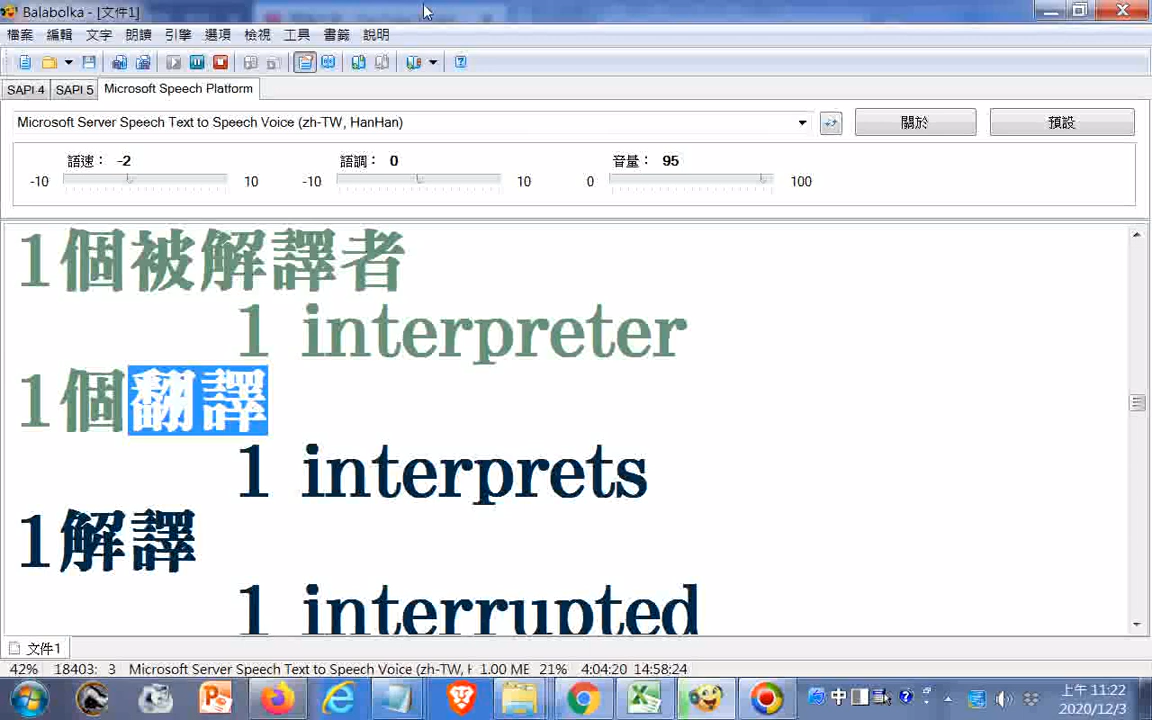 Balabolka - [文件1]
檔案 編輯 文字 朗讀 引擎 選項 檢視 工具 書籤 說明
SAPI 4 SAPI 5 Microsoft Speech Platform
Microsoft Server Speech Text to Speech Voice (zh-TW, HanHan) 關於 預設
語速： -2 語調： 0 音量： 95
-10 10 -10 10 0 100
1個被解譯者
1 interpreter
1個翻譯
1 interprets
1解譯
1 interrupted
文件1
42% 18403: 3 Microsoft Server Speech Text to Speech Voice (zh-TW, 1.00 ME 21% 4:04:20 14:58:24
中 上午 11:22
2020/12/3